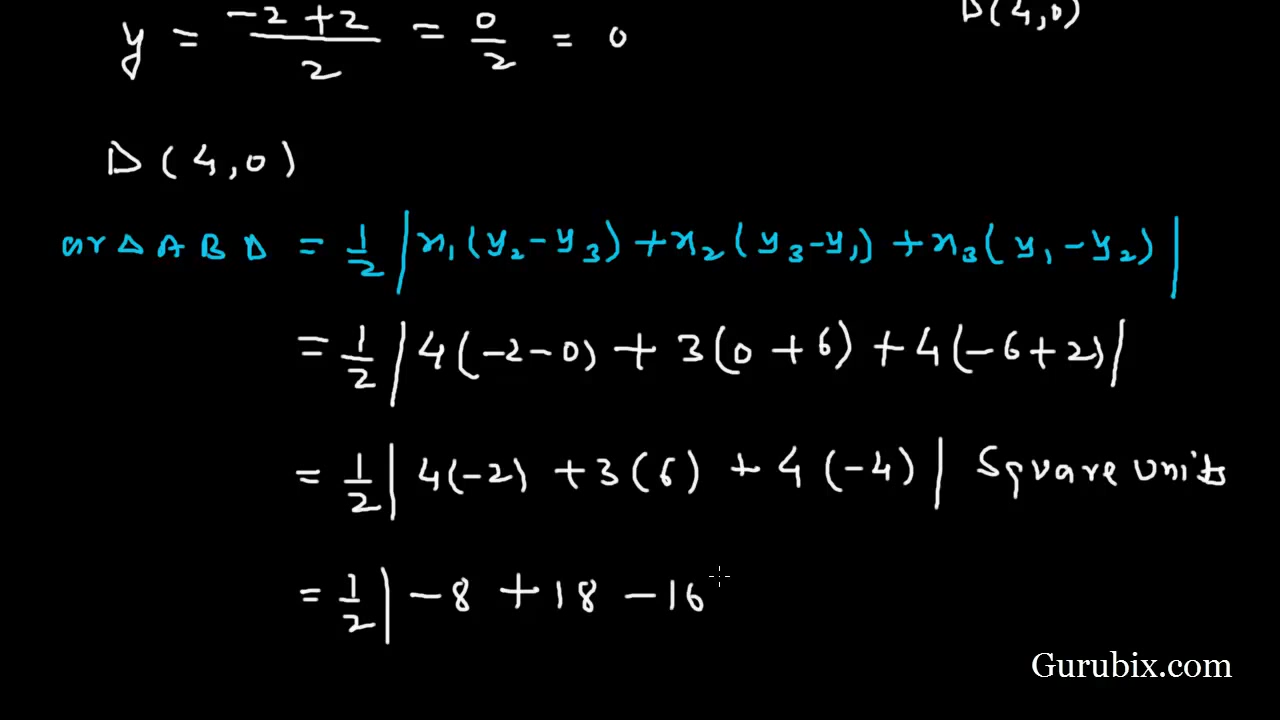 y = (-2+2)/2 = 0/2 = 0
D(4,0)
D(4,0)
ar Δ A B D = 1/2 |x₁(y₂-y₃)+x₂(y₃-y₁)+x₃(y₁-y₂)|
= 1/2 |4(-2-0) + 3(0+6) + 4(-6+2)|
= 1/2 |4(-2) + 3(6) + 4(-4)| Square units
= 1/2 | -8 + 18 - 16
Gurubix.com